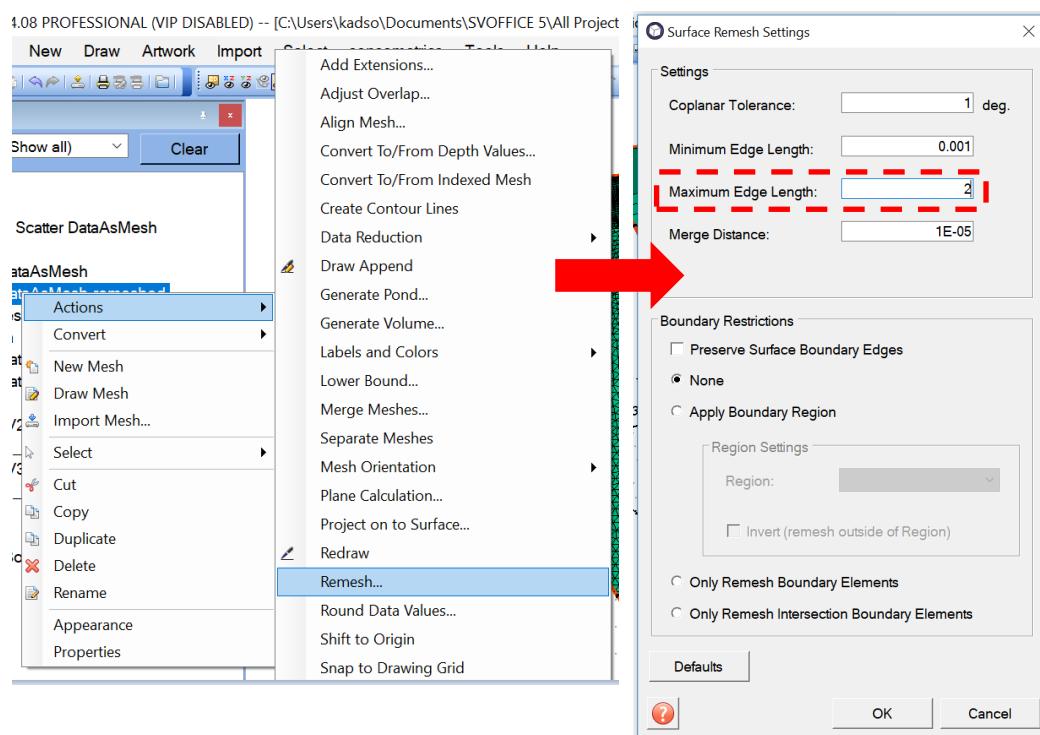 4.08 PROFESSIONAL (VIP DISABLED) -- [C:\Users\kadso\Documents\SVOFFICE 5\All Project
New Draw Artwork Import
Show all)
Clear
Scatter DataAsMesh
ataAsMesh
Actions
Convert
New Mesh
Draw Mesh
Import Mesh...
Select
Cut
Copy
Duplicate
Delete
Rename
Appearance
Properties
Add Extensions...
Adjust Overlap...
Align Mesh...
Convert To/From Depth Values...
Convert To/From Indexed Mesh
Create Contour Lines
Data Reduction
Draw Append
Generate Pond...
Generate Volume...
Labels and Colors
Lower Bound...
Merge Meshes...
Separate Meshes
Mesh Orientation
Plane Calculation...
Project on to Surface...
Redraw
Remesh...
Round Data Values...
Shift to Origin
Snap to Drawing Grid
Surface Remesh Settings
Settings
Coplanar Tolerance: 1 deg.
Minimum Edge Length: 0.001
Maximum Edge Length: 2
Merge Distance: 1E-05
Boundary Restrictions
Preserve Surface Boundary Edges
None
Apply Boundary Region
Region Settings
Region:
Invert (remesh outside of Region)
Only Remesh Boundary Elements
Only Remesh Intersection Boundary Elements
Defaults
OK Cancel